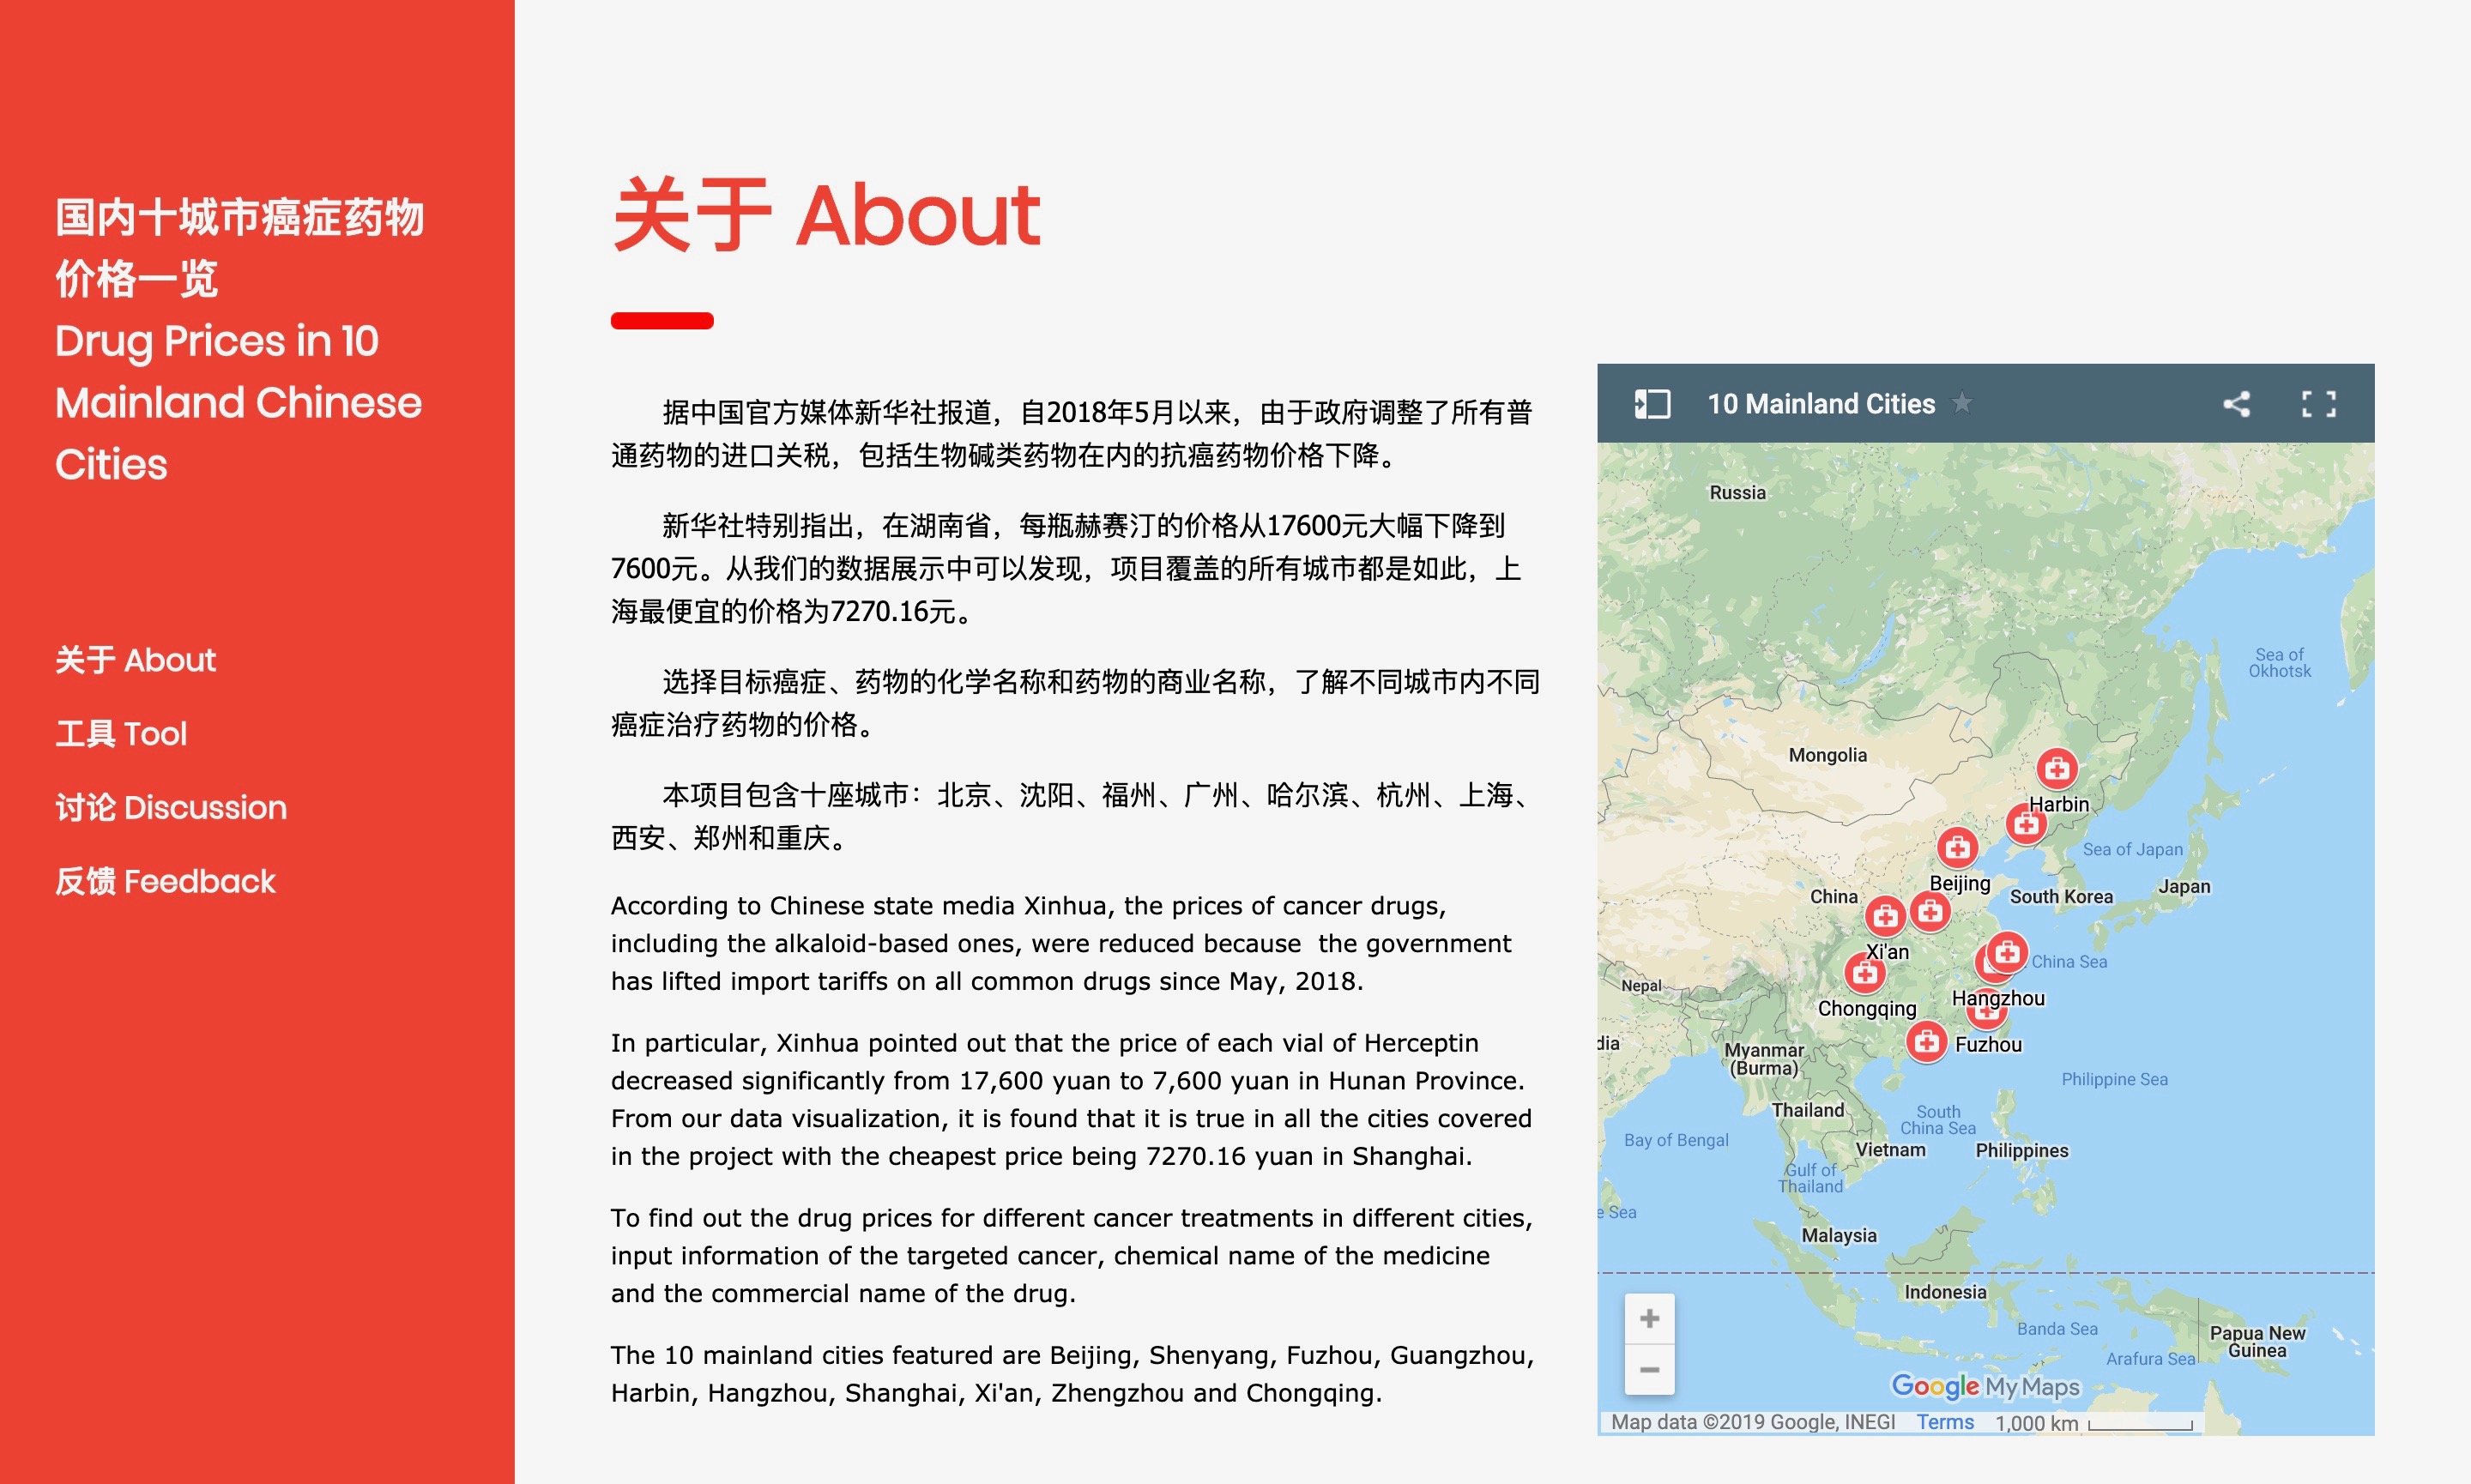 国内十城市癌症药物
价格一览
Drug Prices in 10
Mainland Chinese
Cities
关于 About
工具 Tool
讨论 Discussion
反馈 Feedback
关于 About
据中国官方媒体新华社报道，自2018年5月以来，由于政府调整了所有普
通药物的进口关税，包括生物碱类药物在内的抗癌药物价格下降。
新华社特别指出，在湖南省，每瓶赫赛汀的价格从17600元大幅下降到
7600元。从我们的数据展示中可以发现，项目覆盖的所有城市都是如此，上
海最便宜的价格为7270.16元。
选择目标癌症、药物的化学名称和药物的商业名称，了解不同城市内不同
癌症治疗药物的价格。
本项目包含十座城市：北京、沈阳、福州、广州、哈尔滨、杭州、上海、
西安、郑州和重庆。
According to Chinese state media Xinhua, the prices of cancer drugs,
including the alkaloid-based ones, were reduced because  the government
has lifted import tariffs on all common drugs since May, 2018.
In particular, Xinhua pointed out that the price of each vial of Herceptin
decreased significantly from 17,600 yuan to 7,600 yuan in Hunan Province.
From our data visualization, it is found that it is true in all the cities covered
in the project with the cheapest price being 7270.16 yuan in Shanghai.
To find out the drug prices for different cancer treatments in different cities,
input information of the targeted cancer, chemical name of the medicine
and the commercial name of the drug.
The 10 mainland cities featured are Beijing, Shenyang, Fuzhou, Guangzhou,
Harbin, Hangzhou, Shanghai, Xi'an, Zhengzhou and Chongqing.
10 Mainland Cities
Russia
Sea of
Okhotsk
Mongolia
Harbin
Sea of Japan
Beijing
Japan
China
South Korea
Xi'an
China Sea
Nepal
Hangzhou
Chongqing
Fuzhou
dia
Myanmar
(Burma)
Philippine Sea
Thailand
South
China Sea
Bay of Bengal
Vietnam
Philippines
Gulf of
Thailand
e Sea
Malaysia
Indonesia
Banda Sea
Papua New
Guinea
Arafura Sea
Google My Maps
Map data ©2019 Google, INEGI
Terms
1,000 km